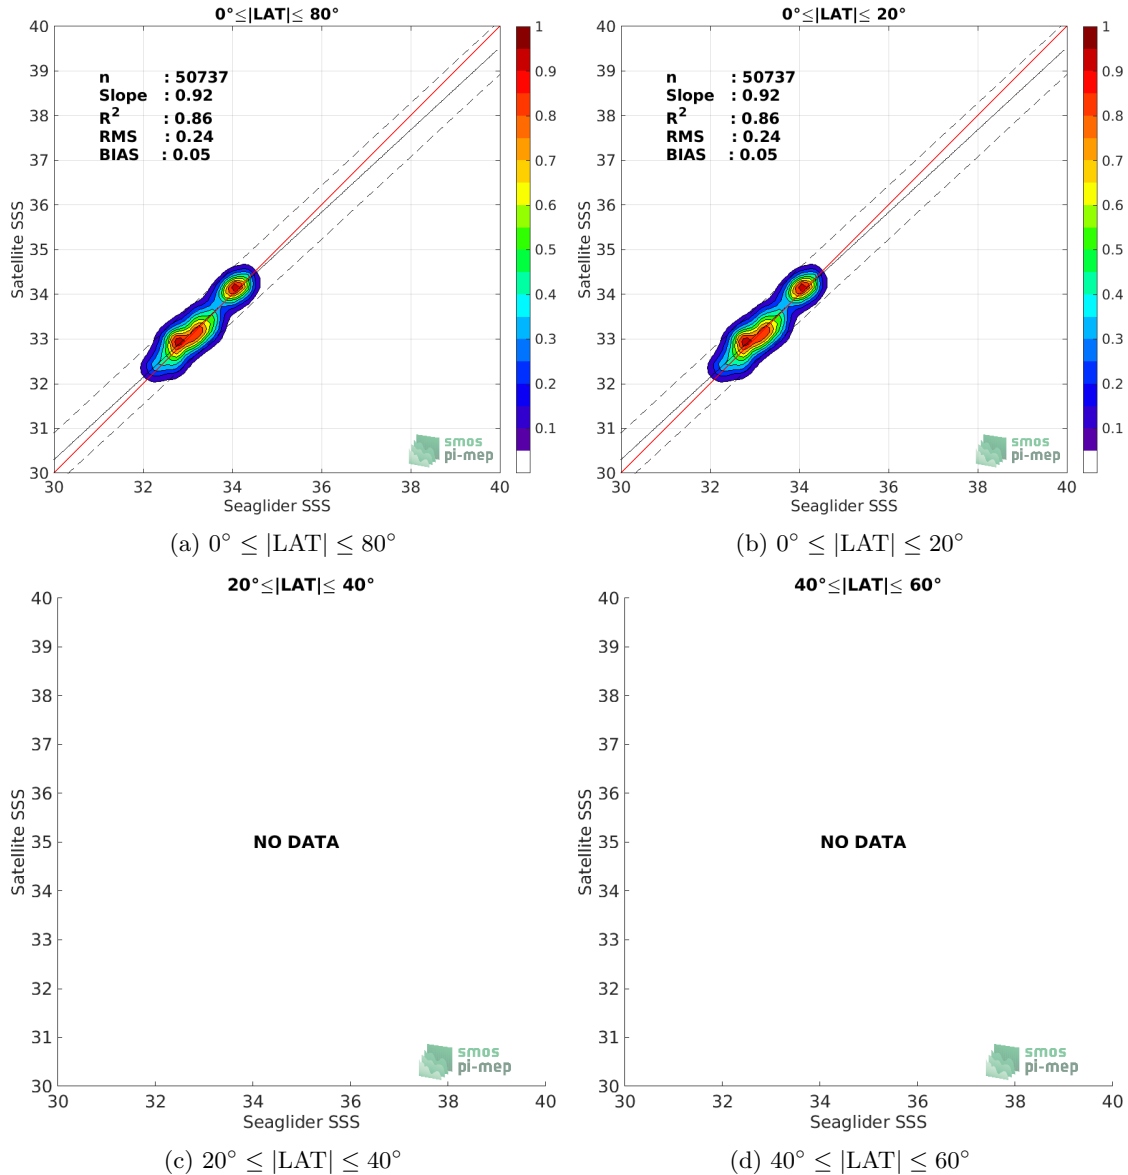 0°≤|LAT|≤ 80°
40
39
38
37
36
35
34
33
32
31
30
Satellite SSS
n : 50737
Slope : 0.92
R² : 0.86
RMS : 0.24
BIAS : 0.05
smos
pi-mep
30 32 34 36 38 40
Seaglider SSS
1
0.9
0.8
0.7
0.6
0.5
0.4
0.3
0.2
0.1
(a) 0° ≤ |LAT| ≤ 80°
0°≤|LAT|≤ 20°
40
39
38
37
36
35
34
33
32
31
30
Satellite SSS
n : 50737
Slope : 0.92
R² : 0.86
RMS : 0.24
BIAS : 0.05
smos
pi-mep
30 32 34 36 38 40
Seaglider SSS
1
0.9
0.8
0.7
0.6
0.5
0.4
0.3
0.2
0.1
(b) 0° ≤ |LAT| ≤ 20°
20°≤|LAT|≤ 40°
40
39
38
37
36
35
34
33
32
31
30
Satellite SSS
NO DATA
smos
pi-mep
30 32 34 36 38 40
Seaglider SSS
(c) 20° ≤ |LAT| ≤ 40°
40°≤|LAT|≤ 60°
40
39
38
37
36
35
34
33
32
31
30
Satellite SSS
NO DATA
smos
pi-mep
30 32 34 36 38 40
Seaglider SSS
(d) 40° ≤ |LAT| ≤ 60°